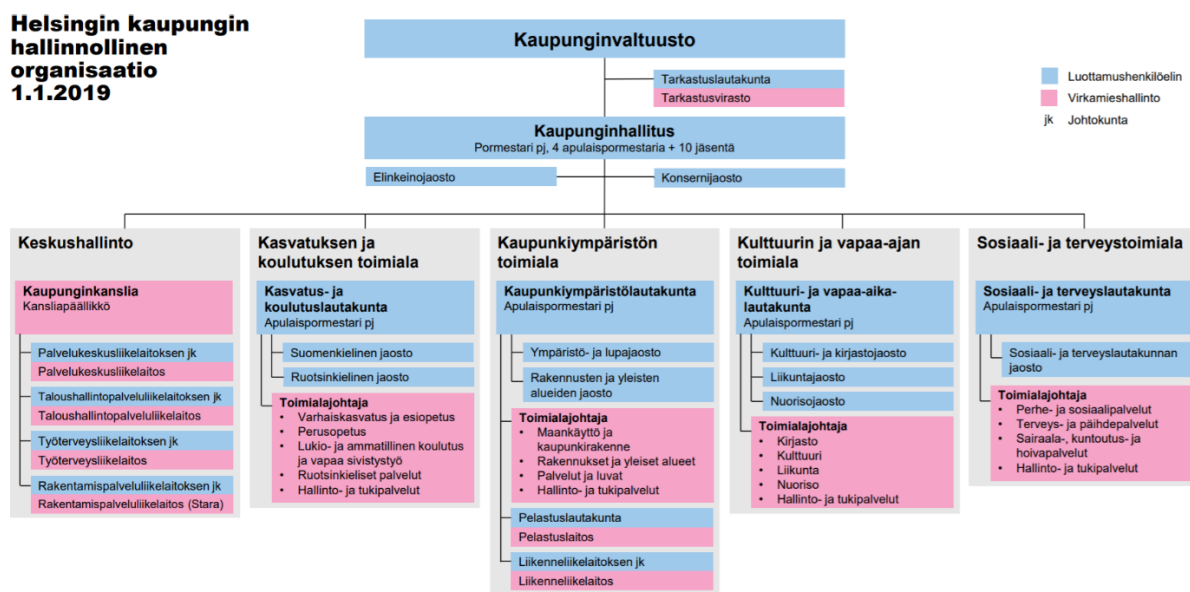 Helsingin kaupungin
hallinnollinen
organisaatio
1.1.2019
Kaupunginvaltuusto
Tarkastuslautakunta
Tarkastusvirasto
Luottamushenkilöelin
Virkamieshallinto
jk Johtokunta
Kaupunginhallitus
Pormestari pj, 4 apulaispormestaria + 10 jäsentä
Elinkeinojaosto
Konsernijaosto
Keskushallinto
Kaupunginkanslia
Kansliapäällikkö
Palvelukeskusliikelaitoksen jk
Palvelukeskusliikelaitos
Taloushallintopalveluliikelaitoksen jk
Taloushallintopalveluliikelaitos
Työterveysliikelaitoksen jk
Työterveysliikelaitos
Rakentamispalveluliikelaitoksen jk
Rakentamispalveluliikelaitos (Stara)
Kasvatuksen ja
koulutuksen toimiala
Kasvatus- ja
koulutuslautakunta
Apulaispormestari pj
Suomenkielinen jaosto
Ruotsinkielinen jaosto
Toimialajohtaja
• Varhaiskasvatus ja esiopetus
• Perusopetus
• Lukio- ja ammatillinen koulutus
ja vapaa sivistystyö
• Ruotsinkieliset palvelut
• Hallinto- ja tukipalvelut
Kaupunkiympäristön
toimiala
Kaupunkiympäristölautakunta
Apulaispormestari pj
Ympäristö- ja lupajaosto
Rakennusten ja yleisten
alueiden jaosto
Toimialajohtaja
• Maankäyttö ja
kaupunkirakenne
• Rakennukset ja yleiset alueet
• Palvelut ja luvat
• Hallinto- ja tukipalvelut
Pelastuslautakunta
Pelastuslaitos
Liikenneliikelaitoksen jk
Liikenneliikelaitos
Kulttuurin ja vapaa-ajan
toimiala
Kulttuuri- ja vapaa-aika-
lautakunta
Apulaispormestari pj
Kulttuuri- ja kirjastojaosto
Liikuntajaosto
Nuorisojaosto
Toimialajohtaja
• Kirjasto
• Kulttuuri
• Liikunta
• Nuoriso
• Hallinto- ja tukipalvelut
Sosiaali- ja terveystoimiala
Sosiaali- ja terveyslautakunta
Apulaispormestari pj
Sosiaali- ja terveyslautakunnan
jaosto
Toimialajohtaja
• Perhe- ja sosiaalipalvelut
• Terveys- ja päihdepalvelut
• Sairaala-, kuntoutus- ja
hoivapalvelut
• Hallinto- ja tukipalvelut